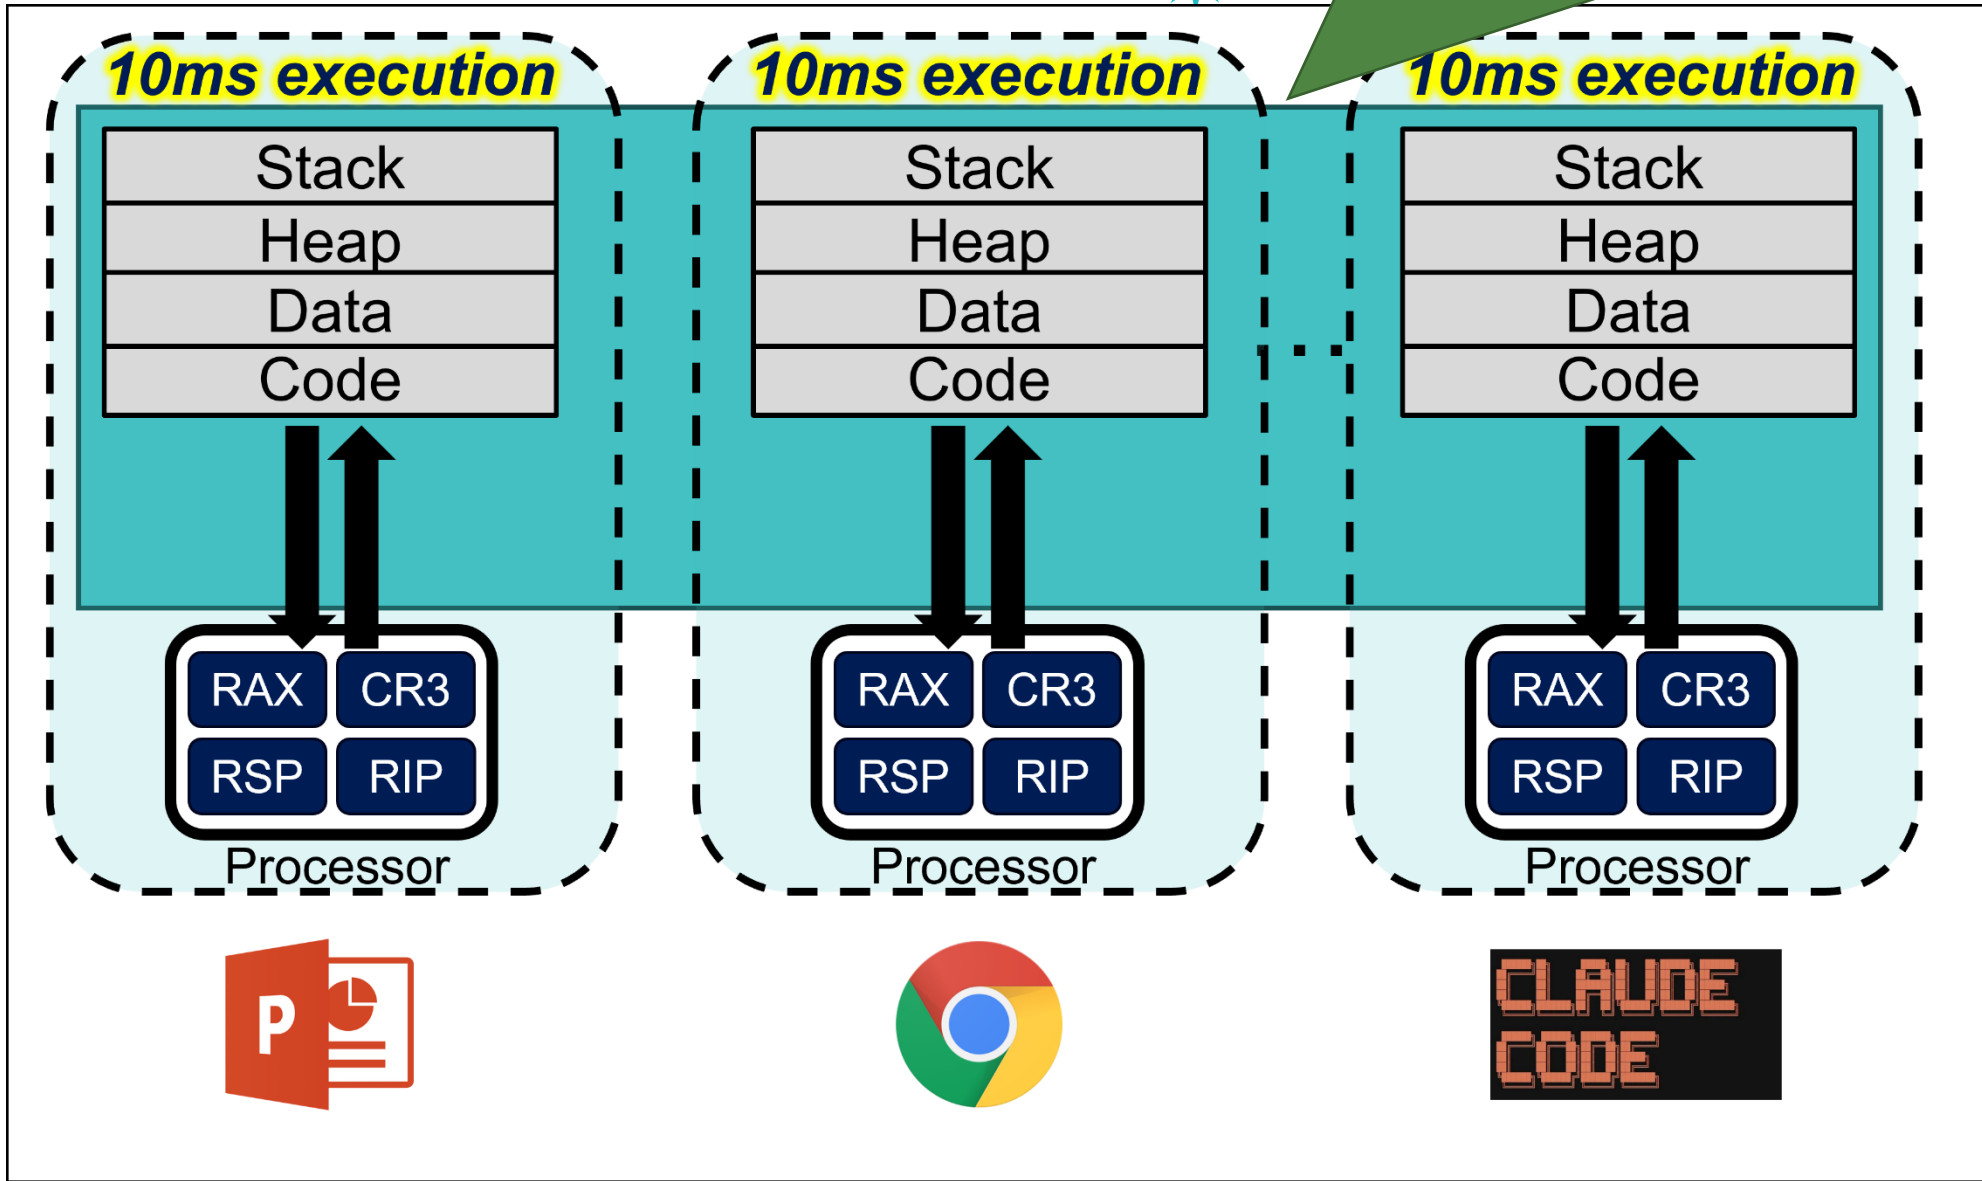 10ms execution
10ms execution
10ms execution
Stack
Heap
Data
Code
Stack
Heap
Data
Code
...
Stack
Heap
Data
Code
RAX CR3
RSP RIP
Processor
RAX CR3
RSP RIP
Processor
RAX CR3
RSP RIP
Processor
P
CLAUDE
CODE